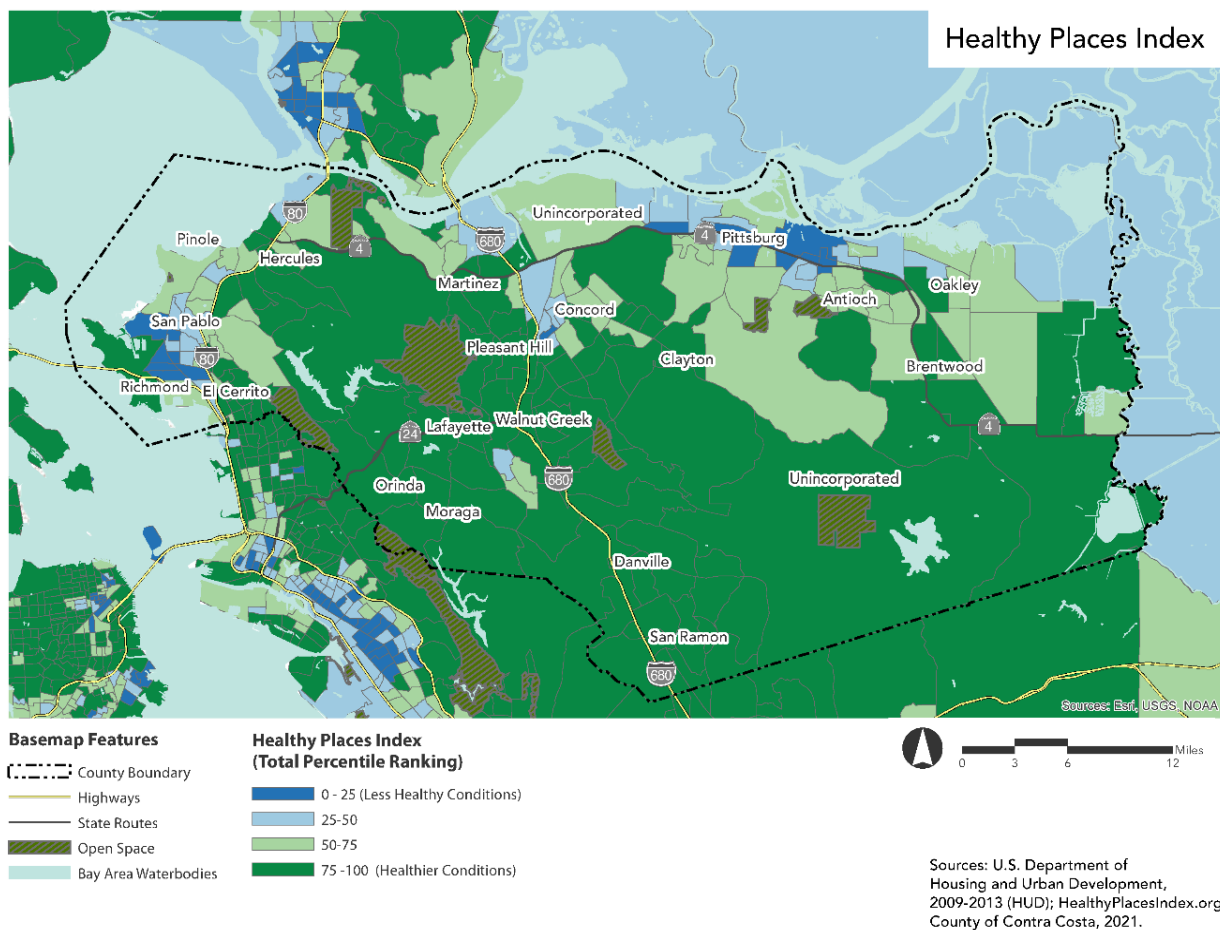 Healthy Places Index
80
Unincorporated
Pinole
4
680
4
Pittsburg
Hercules
Martinez
Oakley
Antioch
San Pablo
Concord
80
Pleasant Hill
Clayton
Brentwood
Richmond
El Cerrito
24
Lafayette
Walnut Creek
4
Orinda
680
Unincorporated
Moraga
Danville
San Ramon
680
Sources: Esri, USGS, NOAA
Basemap Features
County Boundary
Highways
State Routes
Open Space
Bay Area Waterbodies
Healthy Places Index
(Total Percentile Ranking)
0 - 25 (Less Healthy Conditions)
25-50
50-75
75 -100 (Healthier Conditions)
Miles
0 3 6 12
Sources: U.S. Department of
Housing and Urban Development,
2009-2013 (HUD); HealthyPlacesIndex.org
County of Contra Costa, 2021.